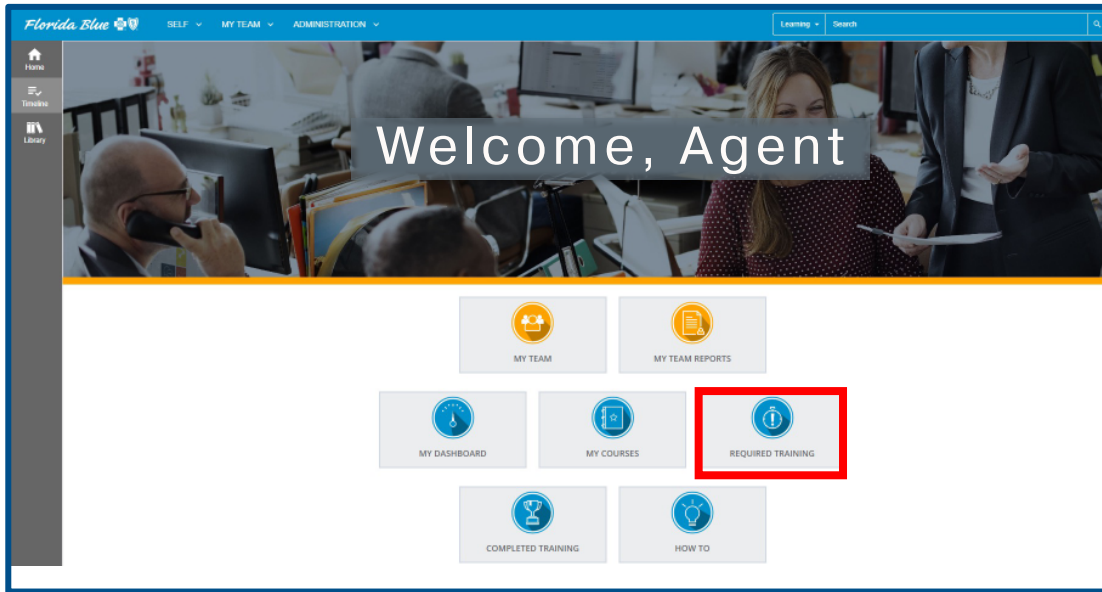 Florida Blue SELF MY TEAM ADMINISTRATION Learning Search
Home
Timeline
Library
Welcome, Agent
MY TEAM MY TEAM REPORTS
MY DASHBOARD MY COURSES REQUIRED TRAINING
COMPLETED TRAINING HOW TO